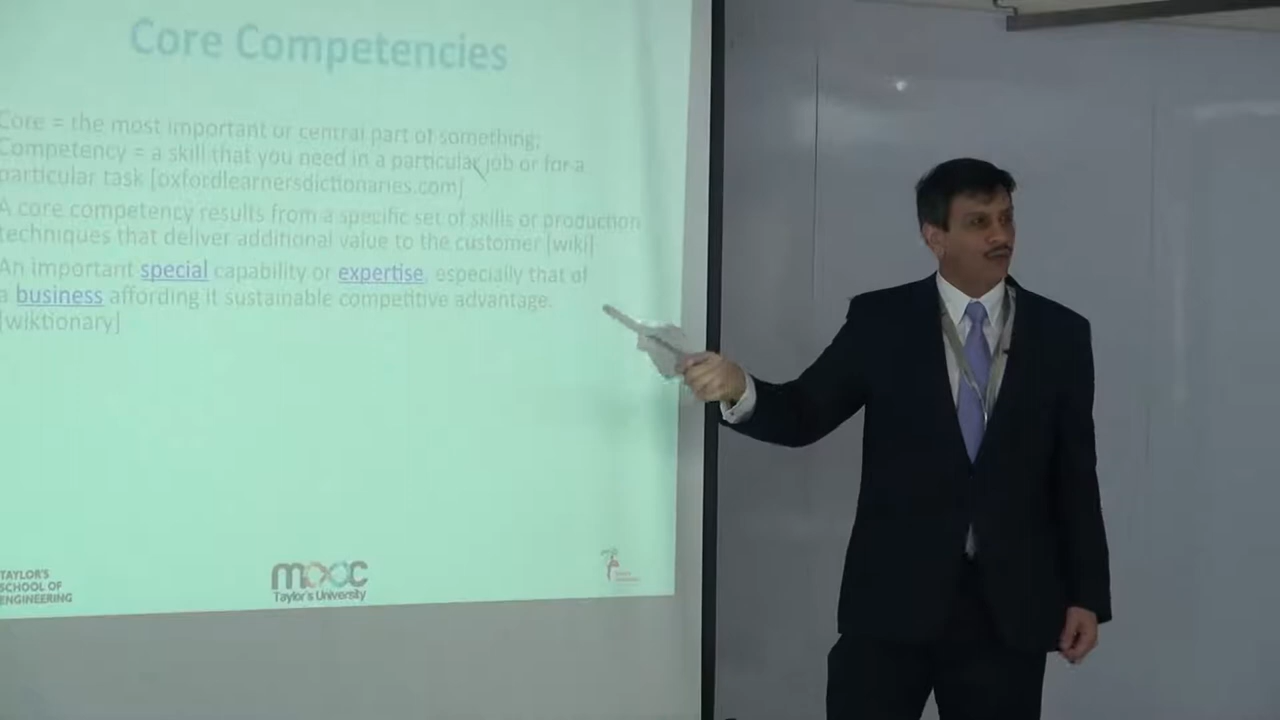 Core Competencies
Core = the most important or central part of something;
Competency = a skill that you need in a particular job or for a
particular task [oxfordlearnersdictionaries.com]
A core competency results from a specific set of skills or production
techniques that deliver additional value to the customer [wiki]
An important special capability or expertise, especially that of
a business affording it sustainable competitive advantage.
[wiktionary]
TAYLOR'S
SCHOOL OF
ENGINEERING
mooc
Taylor's University